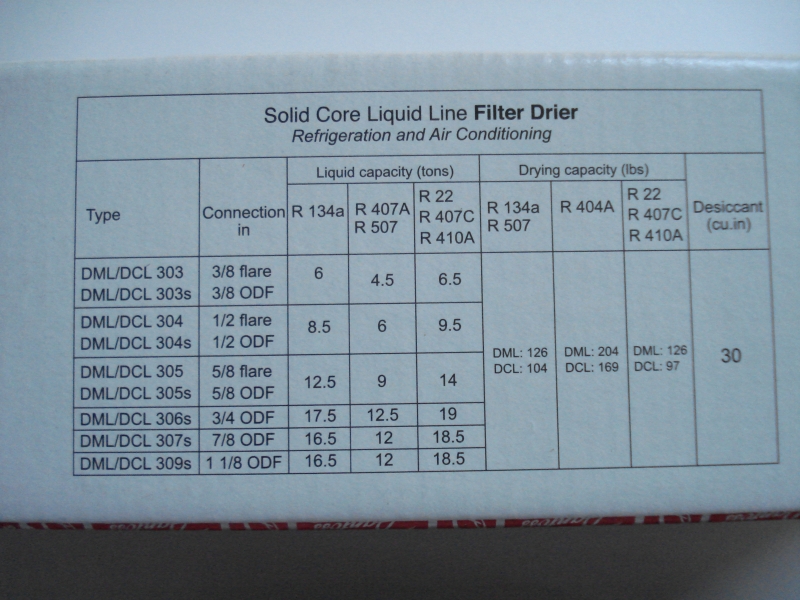 Solid Core Liquid Line Filter Drier
Refrigeration and Air Conditioning
Liquid capacity (tons) Drying capacity (lbs)
Type Connection in R 134a R 407A R 507 R 22 R 407C R 410A R 134a R 507 R 404A R 22 R 407C R 410A Desiccant (cu.in)
DML/DCL 303 3/8 flare 6 4.5 6.5
DML/DCL 303s 3/8 ODF
DML/DCL 304 1/2 flare 8.5 6 9.5
DML/DCL 304s 1/2 ODF
DML: 126 DML: 204 DML: 126 30
DCL: 104 DCL: 169 DCL: 97
DML/DCL 305 5/8 flare 12.5 9 14
DML/DCL 305s 5/8 ODF
DML/DCL 306s 3/4 ODF 17.5 12.5 19
DML/DCL 307s 7/8 ODF 16.5 12 18.5
DML/DCL 309s 1 1/8 ODF 16.5 12 18.5